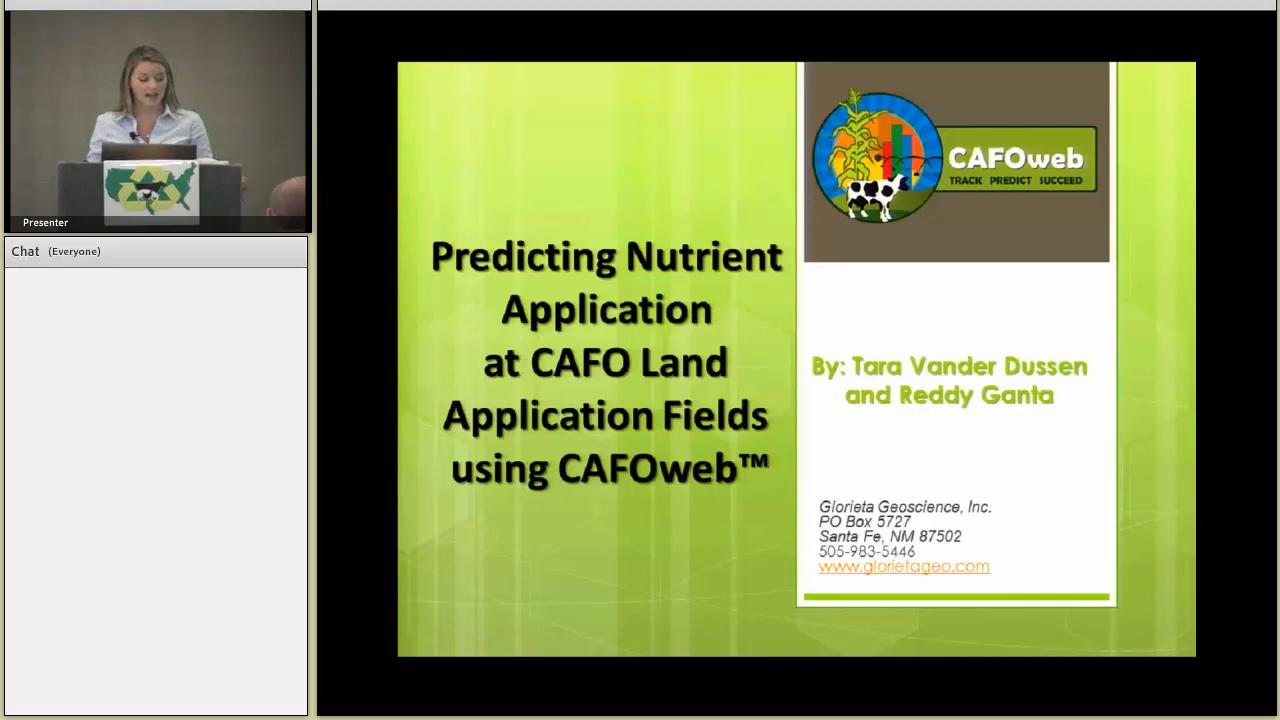 Presenter
Chat (Everyone)
Predicting Nutrient
Application
at CAFO Land
Application Fields
using CAFOweb™
CAFOweb
TRACK PREDICT SUCCEED
By: Tara Vander Dussen
and Reddy Ganta
Glorieta Geoscience, Inc.
PO Box 5727
Santa Fe, NM 87502
505-983-5446
www.glorietageo.com